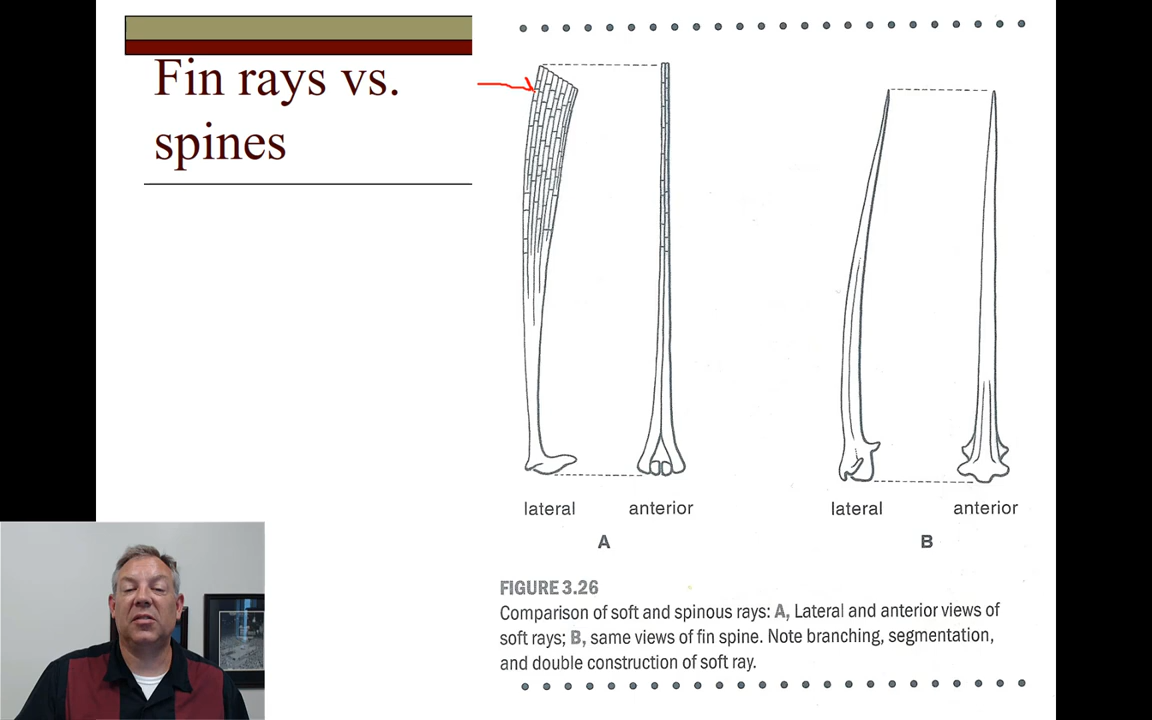 Fin rays vs.
spines
lateral anterior lateral anterior
A B
FIGURE 3.26
Comparison of soft and spinous rays: A, Lateral and anterior views of
soft rays; B, same views of fin spine. Note branching, segmentation,
and double construction of soft ray.